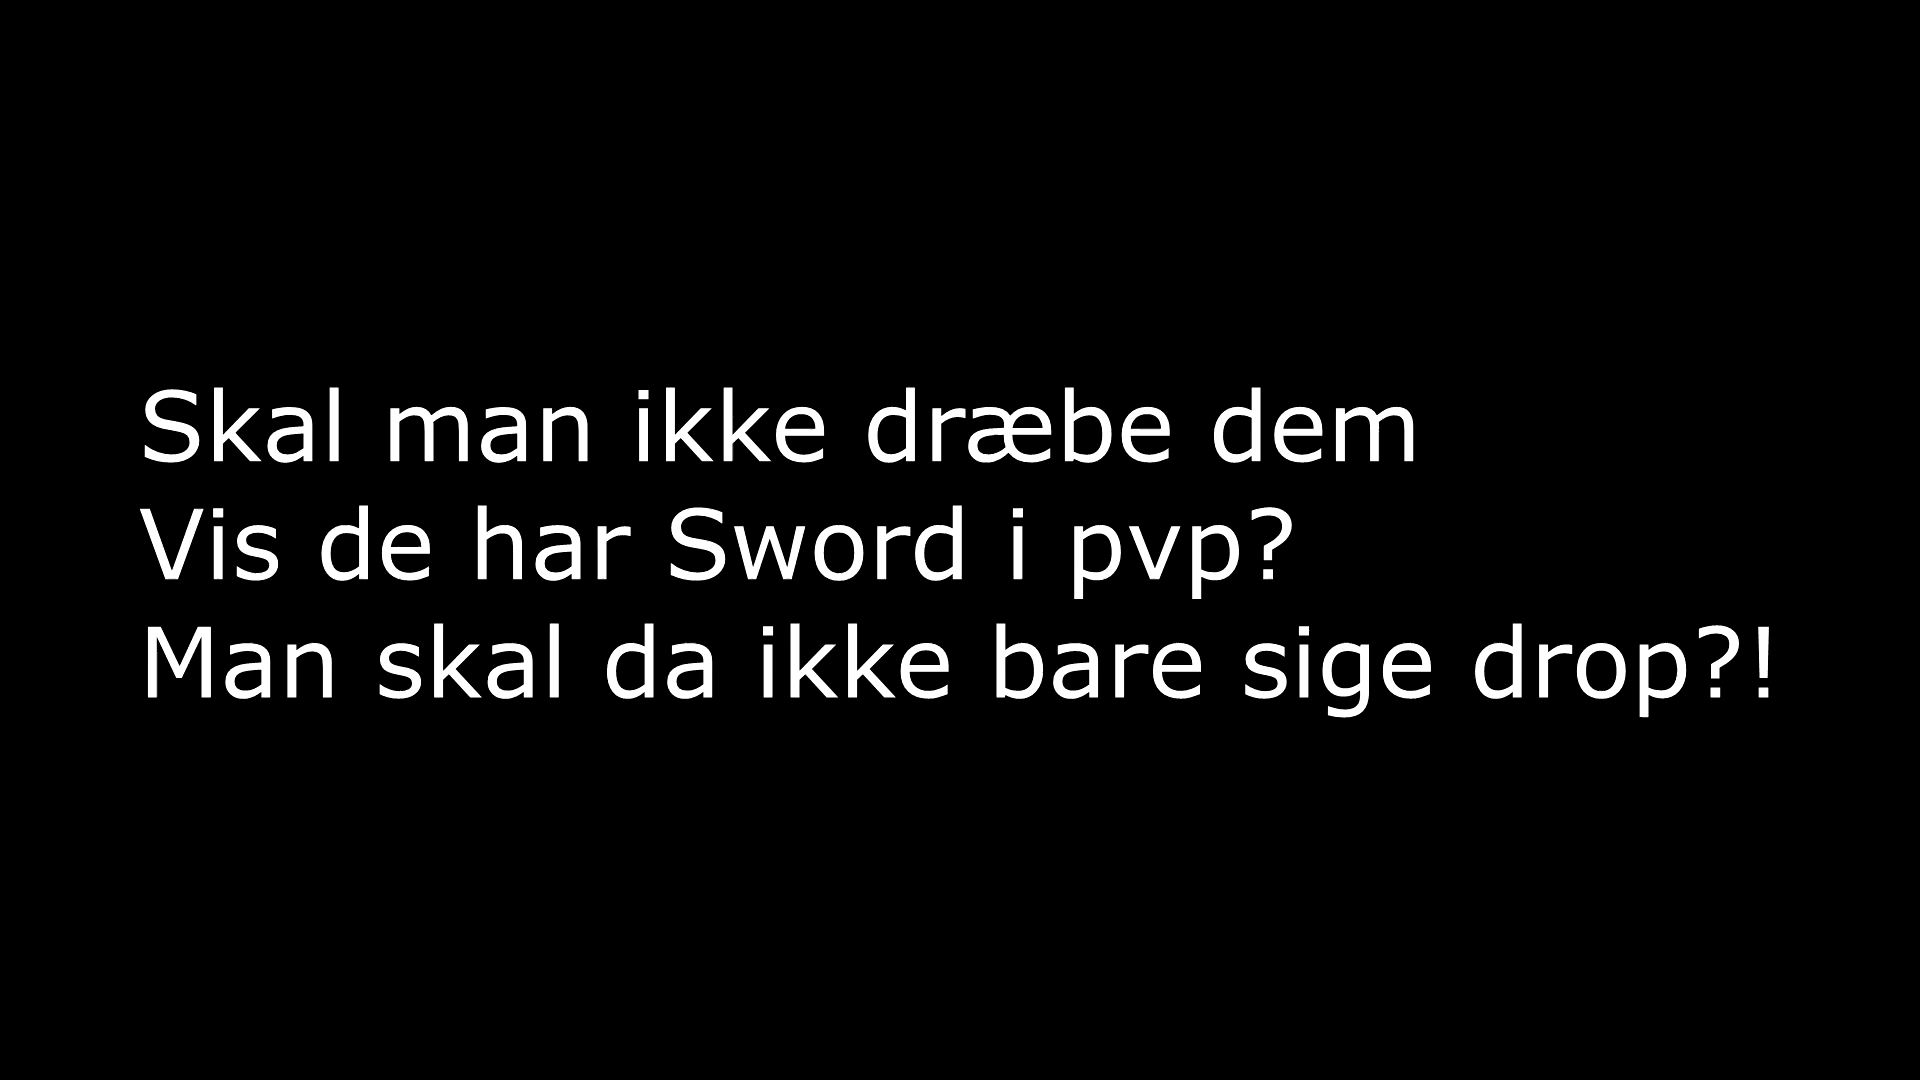 Skal man ikke dræbe dem
Vis de har Sword i pvp?
Man skal da ikke bare sige drop?!